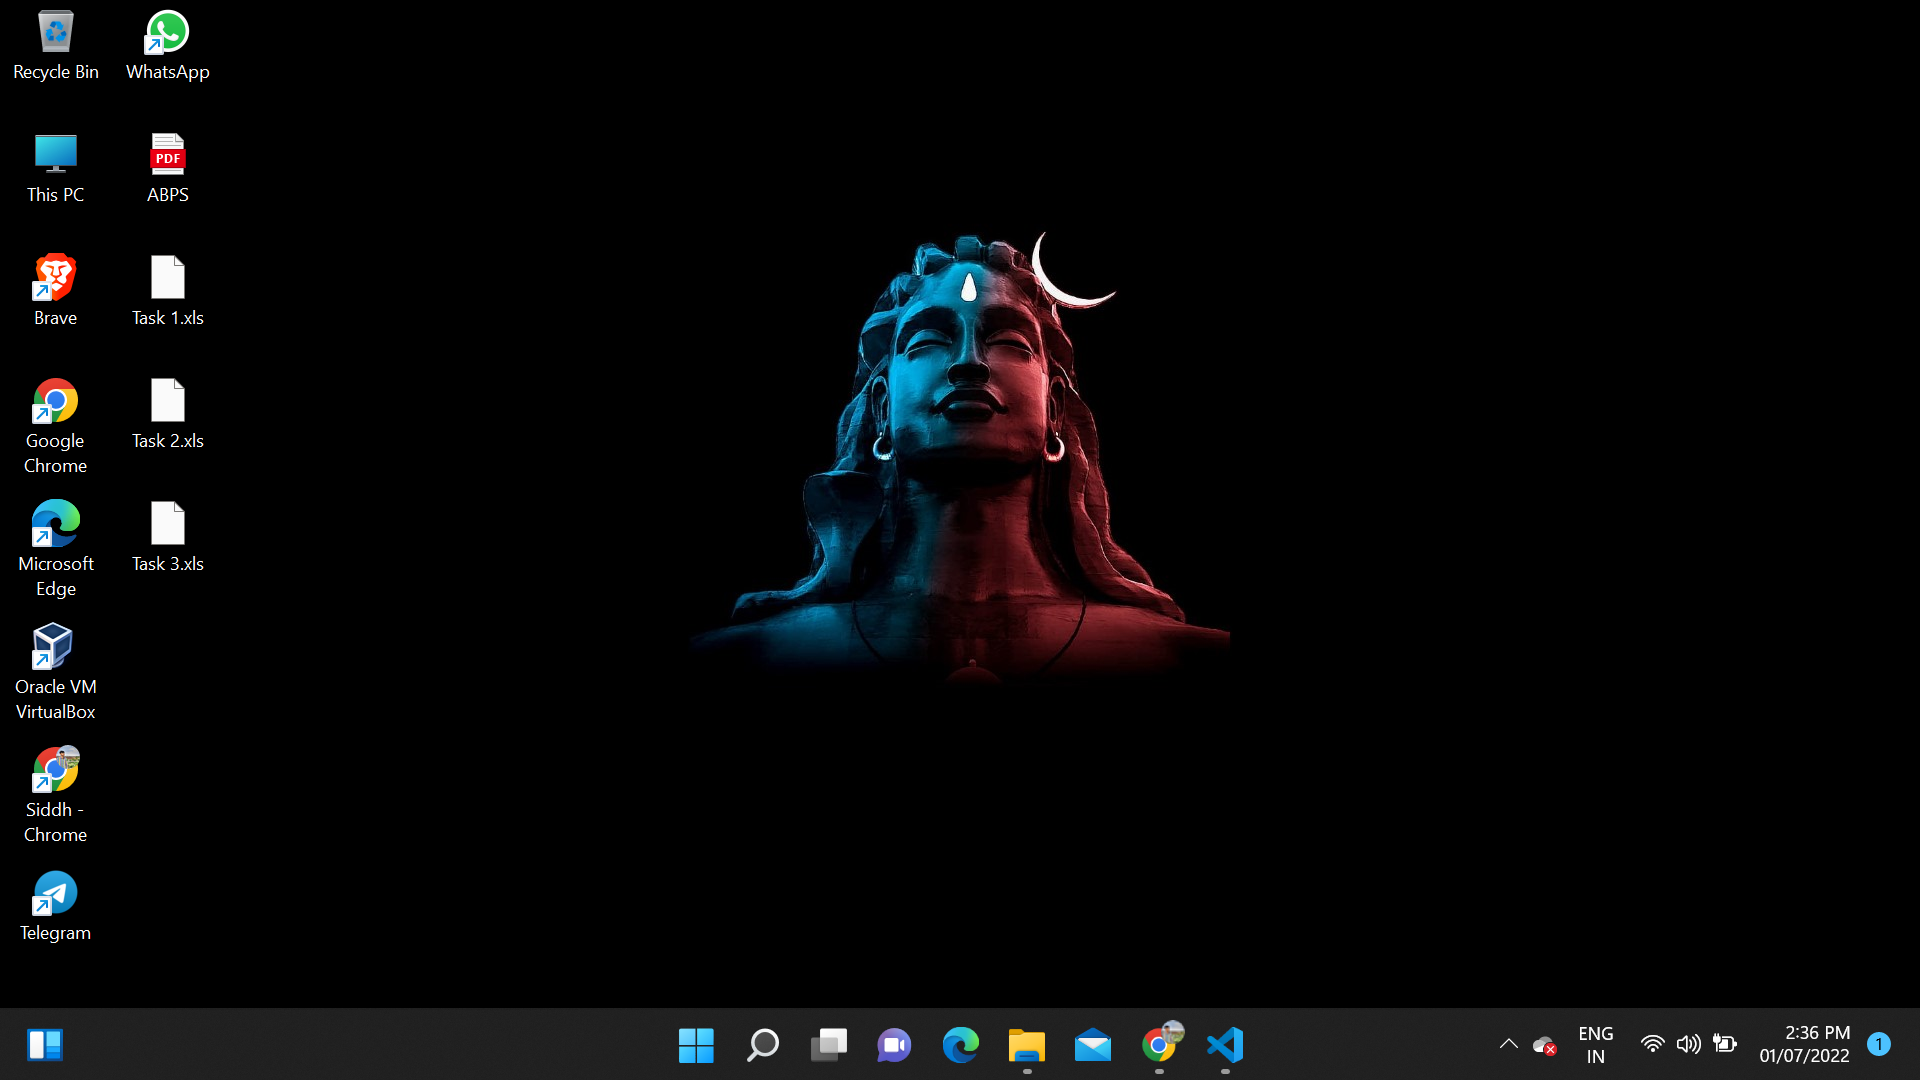 Recycle Bin
WhatsApp
This PC
PDF
ABPS
Brave
Task 1.xls
Google
Chrome
Task 2.xls
Microsoft
Edge
Task 3.xls
Oracle VM
VirtualBox
Siddh -
Chrome
Telegram
ENG
IN
2:36 PM
01/07/2022
1